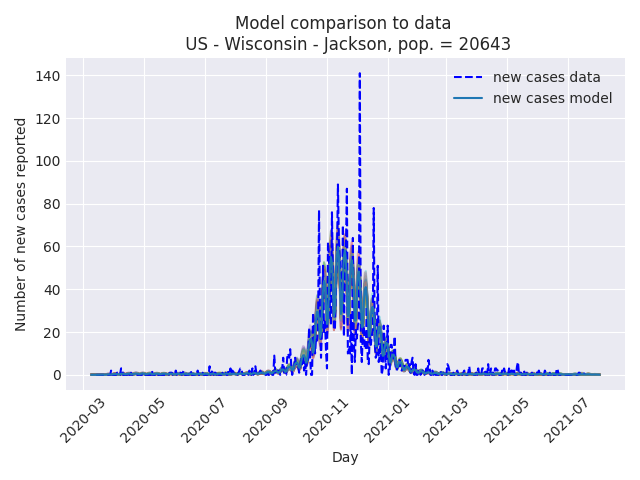 Model comparison to data
US - Wisconsin - Jackson, pop. = 20643
new cases data
new cases model
Number of new cases reported
140
120
100
80
60
40
20
0
2020-03
2020-05
2020-07
2020-09
2020-11
2021-01
2021-03
2021-05
2021-07
Day